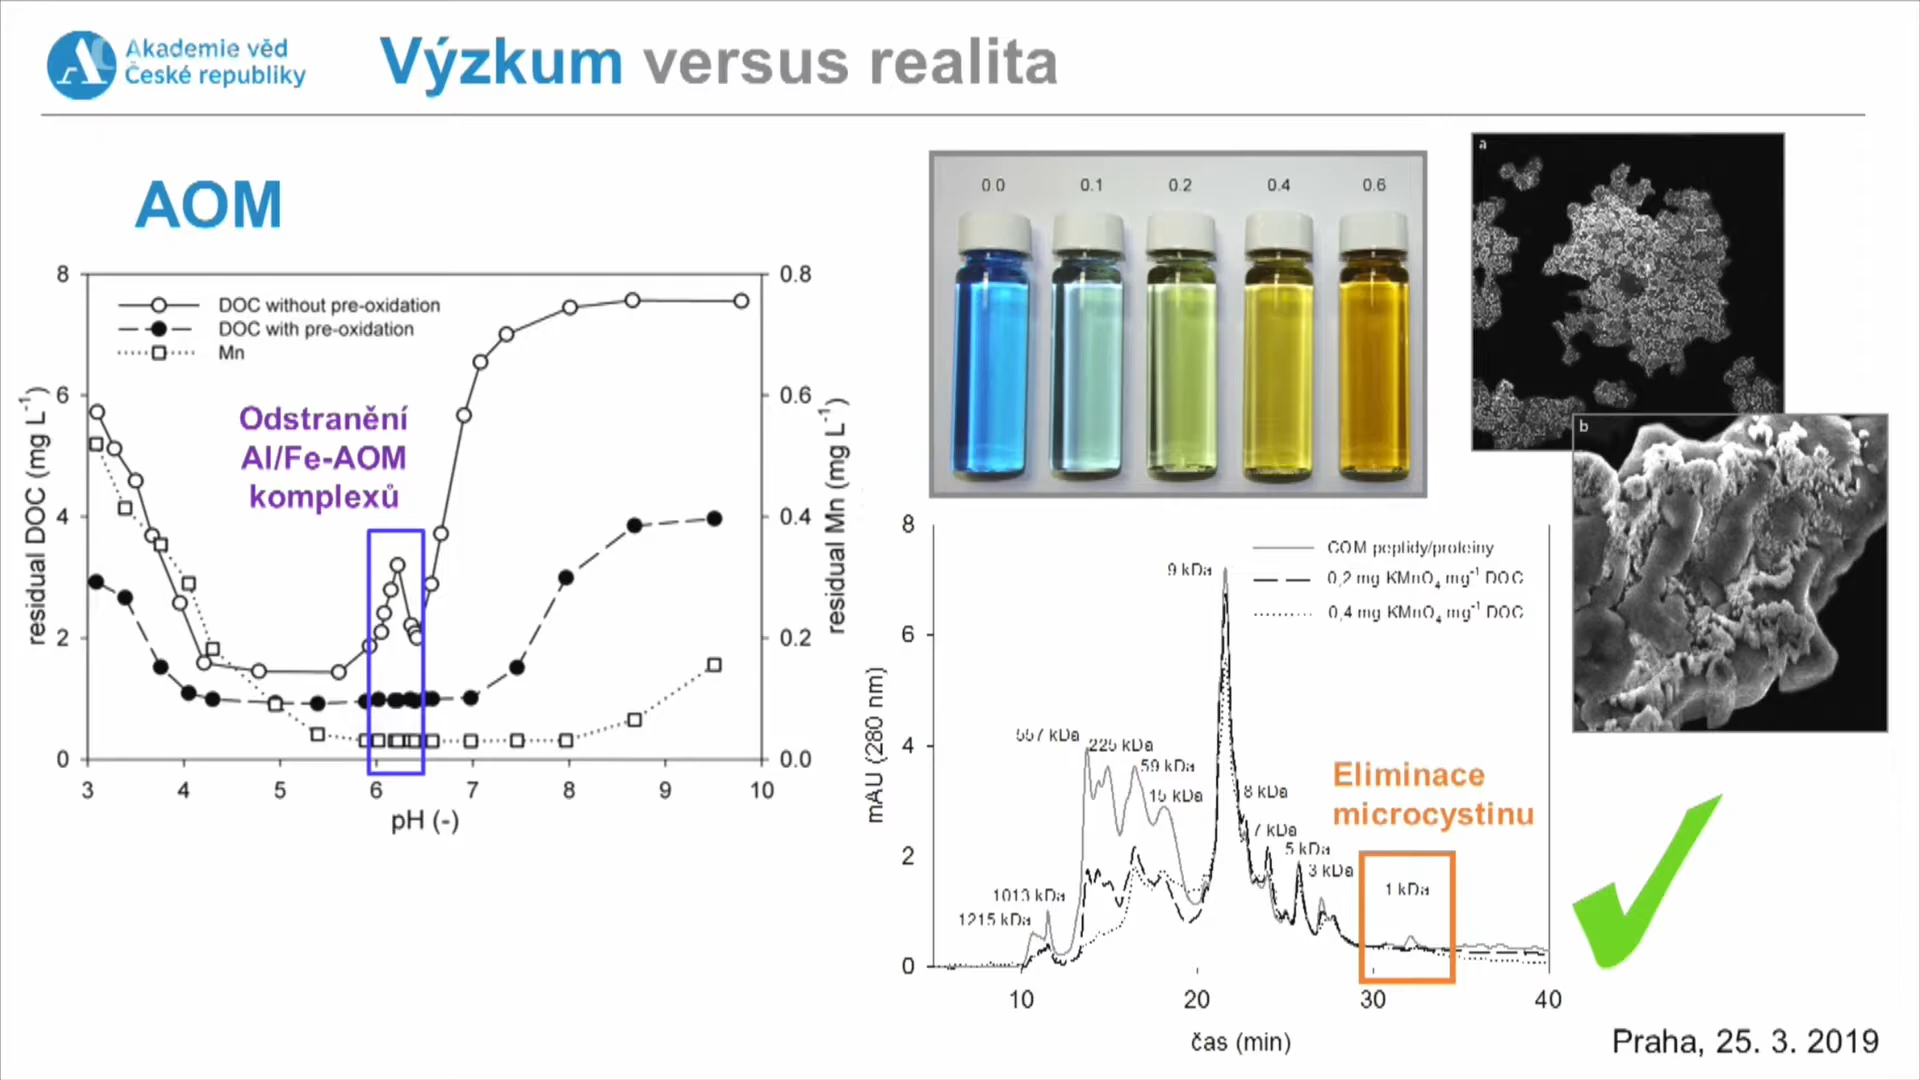 Akademie věd
České republiky
Výzkum versus realita
AOM
8
6
4
2
0
0.8
0.6
0.4
0.2
0.0
3 4 5 6 7 8 9 10
residual DOC (mg L-1)
residual Mn (mg L-1)
pH (-)
DOC without pre-oxidation
DOC with pre-oxidation
Mn
Odstranění
Al/Fe-AOM
komplexů
0.0 0.1 0.2 0.4 0.6
a
b
8
6
4
2
0
mAU (280 nm)
COM peptidy/proteiny
0,2 mg KMnO4 mg-1 DOC
0,4 mg KMnO4 mg-1 DOC
9 kDa
557 kDa
225 kDa
59 kDa
15 kDa
8 kDa
7 kDa
5 kDa
3 kDa
1013 kDa
1215 kDa
Eliminace
microcystinu
1 kDa
10 20 30 40
čas (min)
Praha, 25. 3. 2019